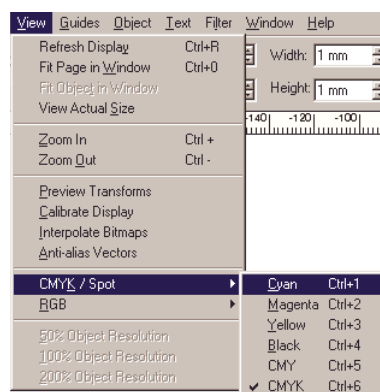 View Guides Object Text Filter Window Help
Refresh Display Ctrl+R
Fit Page in Window Ctrl+0
Fit Object in Window
View Actual Size
Zoom In Ctrl +
Zoom Out Ctrl -
Preview Transforms
Calibrate Display
Interpolate Bitmaps
Anti-alias Vectors
CMYK / Spot
RGB
50% Object Resolution
100% Object Resolution
200% Object Resolution
Width: 1 mm
Height: 1 mm
-140 -120 -100
Cyan Ctrl+1
Magenta Ctrl+2
Yellow Ctrl+3
Black Ctrl+4
CMY Ctrl+5
CMYK Ctrl+6